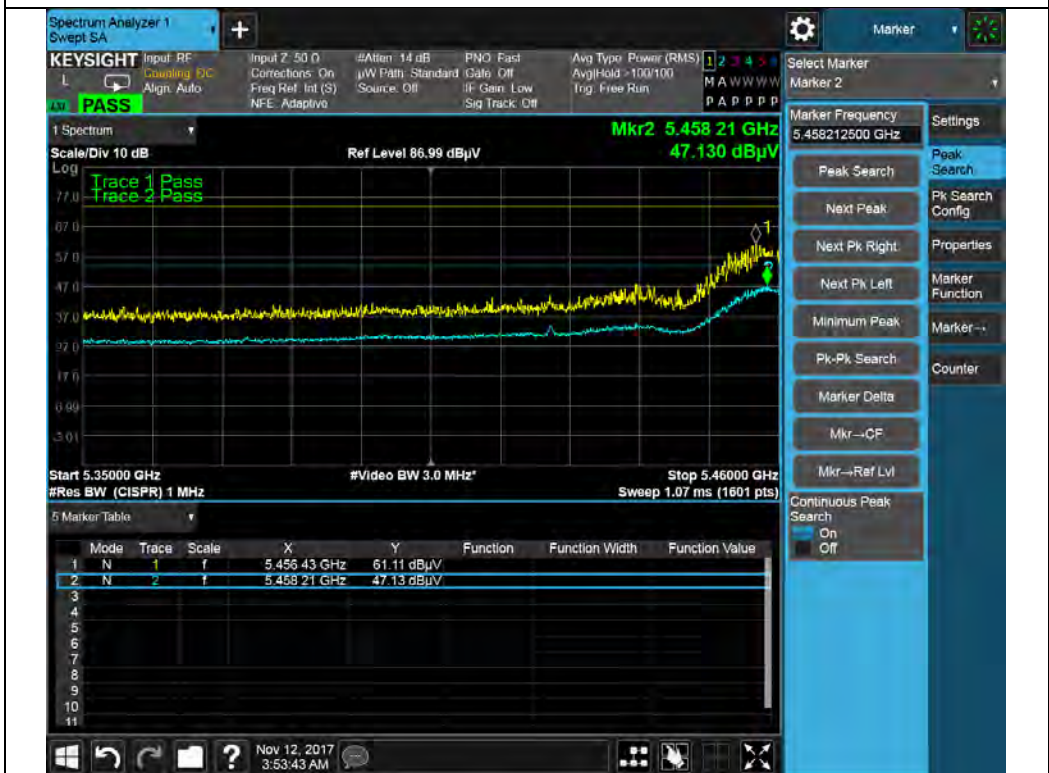 Spectrum Analyzer 1
Swept SA
+
Marker
KEYSIGHT
L
PASS
Input: RF
Coupling: DC
Align: Auto
Input Z: 50 Ω
Corrections: On
Freq Ref: Int (S)
NFE: Adaptive
#Atten: 14 dB
µW Path: Standard
Source: Off
PNO: Fast
Gate: Off
IF Gain: Low
Sig Track: Off
Avg Type: Power (RMS)
Avg|Hold >100/100
Trig: Free Run
1 2 3 4 5 6
M A W W W W
P A P P P P
Select Marker
Marker 2
1 Spectrum
Scale/Div 10 dB
Ref Level 86.99 dBµV
Mkr2 5.458 21 GHz
47.130 dBµV
Log
Trace 1 Pass
Trace 2 Pass
77.0
67.0
57.0
47.0
37.0
27.0
17.0
6.99
-3.01
1
2
Start 5.35000 GHz
#Video BW 3.0 MHz*
Stop 5.46000 GHz
#Res BW (CISPR) 1 MHz
Sweep 1.07 ms (1601 pts)
Marker Frequency
5.458212500 GHz
Peak Search
Next Peak
Next Pk Right
Next Pk Left
Minimum Peak
Pk-Pk Search
Marker Delta
Mkr→CF
Mkr→Ref Lvl
Continuous Peak
Search
On
Off
Settings
Peak
Search
Pk Search
Config
Properties
Marker
Function
Marker→
Counter
5 Marker Table
Mode Trace Scale X Y Function Function Width Function Value
1 N 1 f 5.456 43 GHz 61.11 dBµV
2 N 2 f 5.458 21 GHz 47.13 dBµV
3
4
5
6
7
8
9
10
11
?
Nov 12, 2017
3:53:43 AM